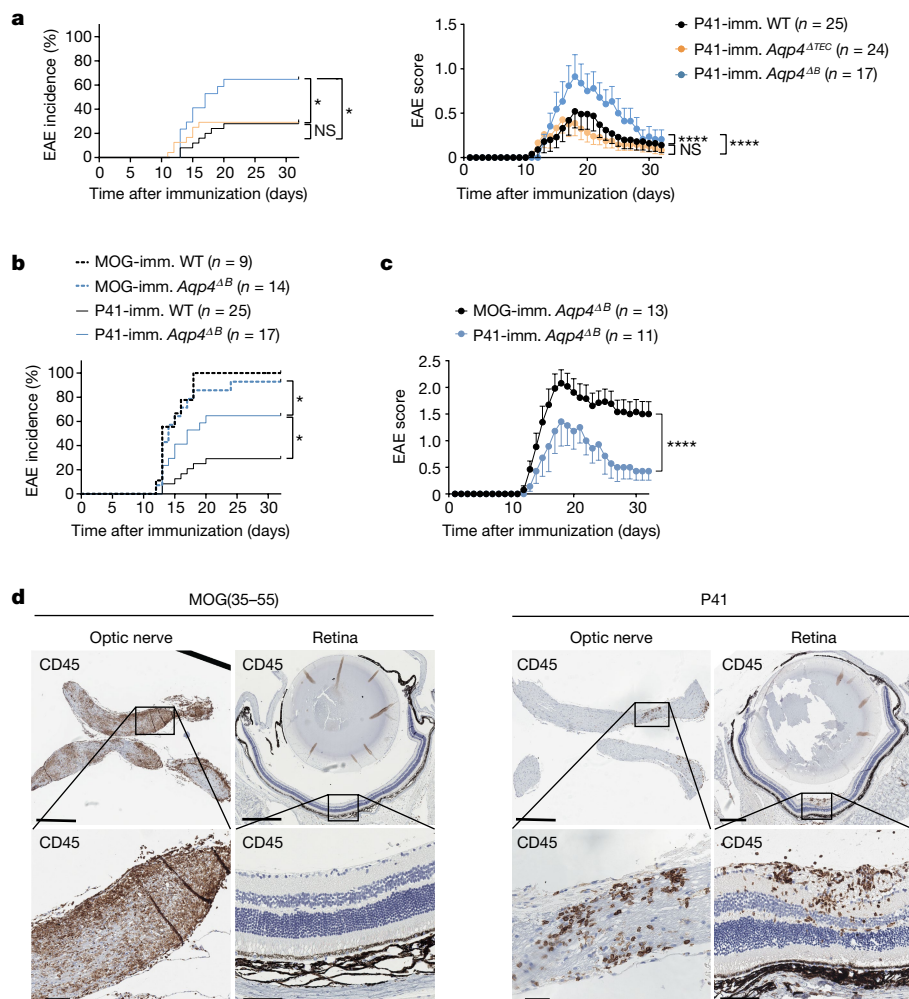 a
EAE incidence (%)
100
80
60
40
20
0
0 5 10 15 20 25 30
Time after immunization (days)
*
NS
*
EAE score
1.5
1.0
0.5
0
0 10 20 30
Time after immunization (days)
****
NS
****
P41-imm. WT (n = 25)
P41-imm. Aqp4ΔTEC (n = 24)
P41-imm. Aqp4ΔB (n = 17)
b
MOG-imm. WT (n = 9)
MOG-imm. Aqp4ΔB (n = 14)
P41-imm. WT (n = 25)
P41-imm. Aqp4ΔB (n = 17)
EAE incidence (%)
100
80
60
40
20
0
0 5 10 15 20 25 30
Time after immunization (days)
*
*
c
MOG-imm. Aqp4ΔB (n = 13)
P41-imm. Aqp4ΔB (n = 11)
EAE score
2.5
2.0
1.5
1.0
0.5
0
0 10 20 30
Time after immunization (days)
****
d
MOG(35–55)
Optic nerve Retina
CD45 CD45
CD45 CD45
P41
Optic nerve Retina
CD45 CD45
CD45 CD45